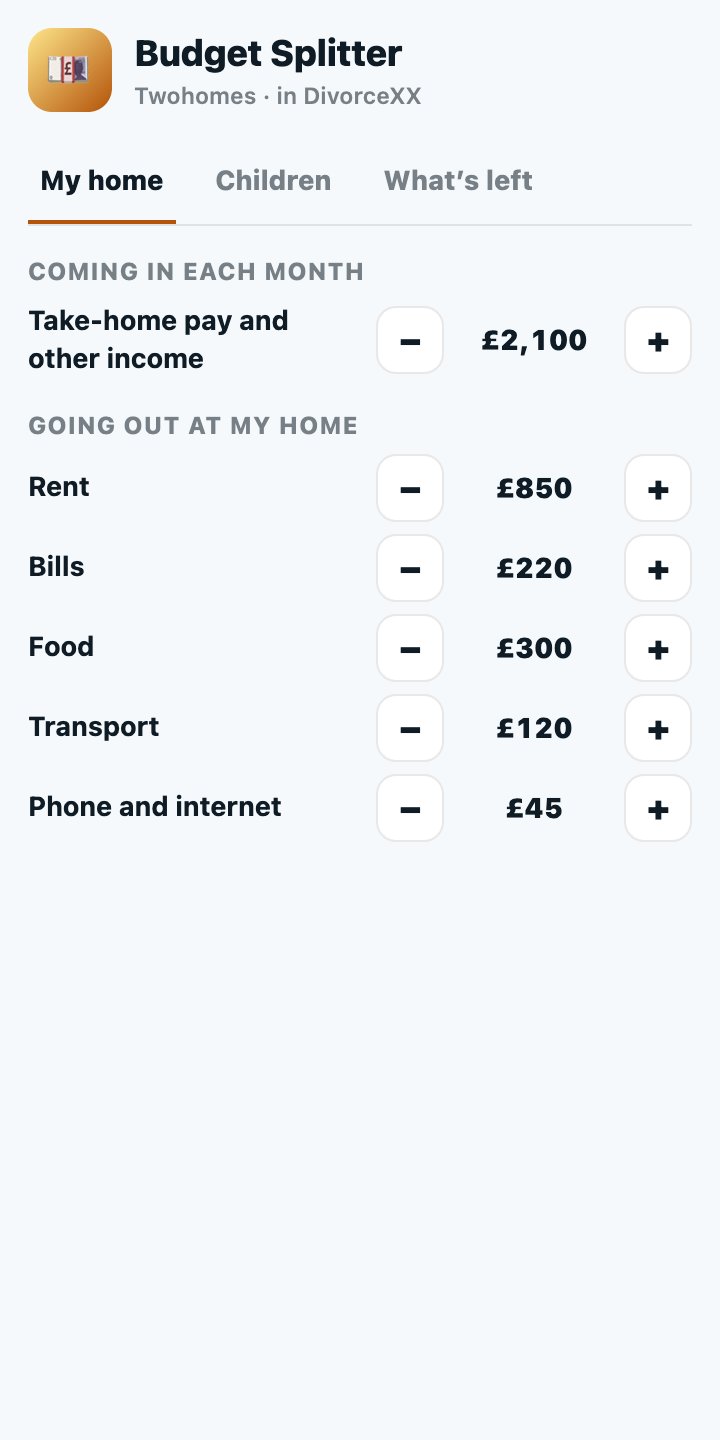 Budget Splitter
Twohomes · in DivorceXX
My home Children What’s left
COMING IN EACH MONTH
Take-home pay and
other income
− £2,100 +
GOING OUT AT MY HOME
Rent − £850 +
Bills − £220 +
Food − £300 +
Transport − £120 +
Phone and internet − £45 +